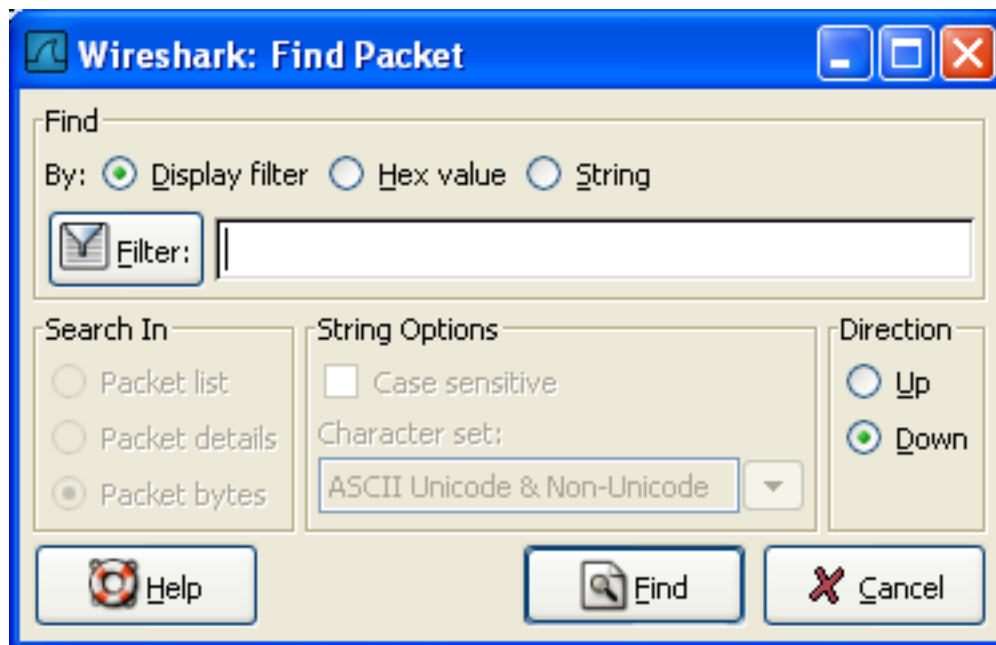 Wireshark: Find Packet
Find
By: Display filter Hex value String
Filter:
Search In
Packet list
Packet details
Packet bytes
String Options
Case sensitive
Character set:
ASCII Unicode & Non-Unicode
Direction
Up
Down
Help Find Cancel